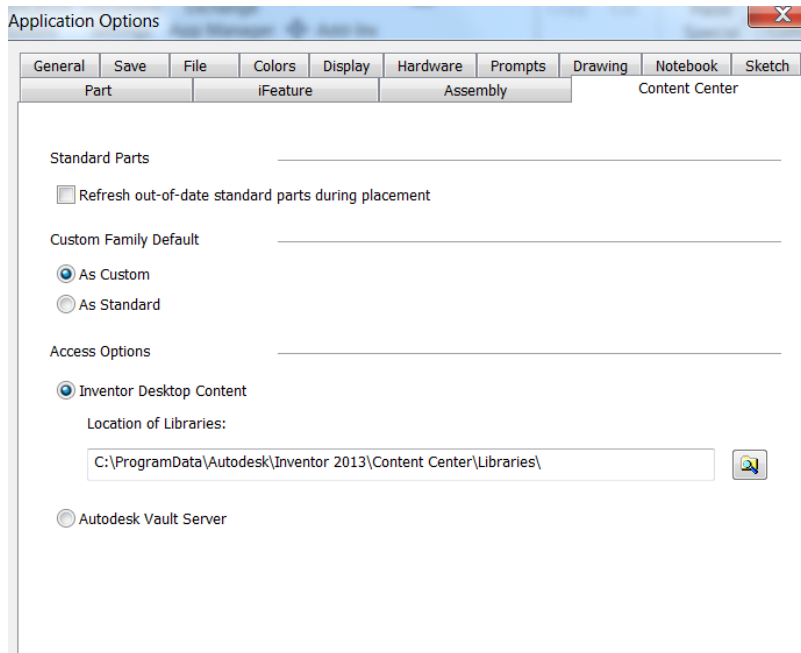 Application Options
General Save File Colors Display Hardware Prompts Drawing Notebook Sketch
Part iFeature Assembly Content Center
Standard Parts
Refresh out-of-date standard parts during placement
Custom Family Default
As Custom
As Standard
Access Options
Inventor Desktop Content
Location of Libraries:
C:\ProgramData\Autodesk\Inventor 2013\Content Center\Libraries\
Autodesk Vault Server